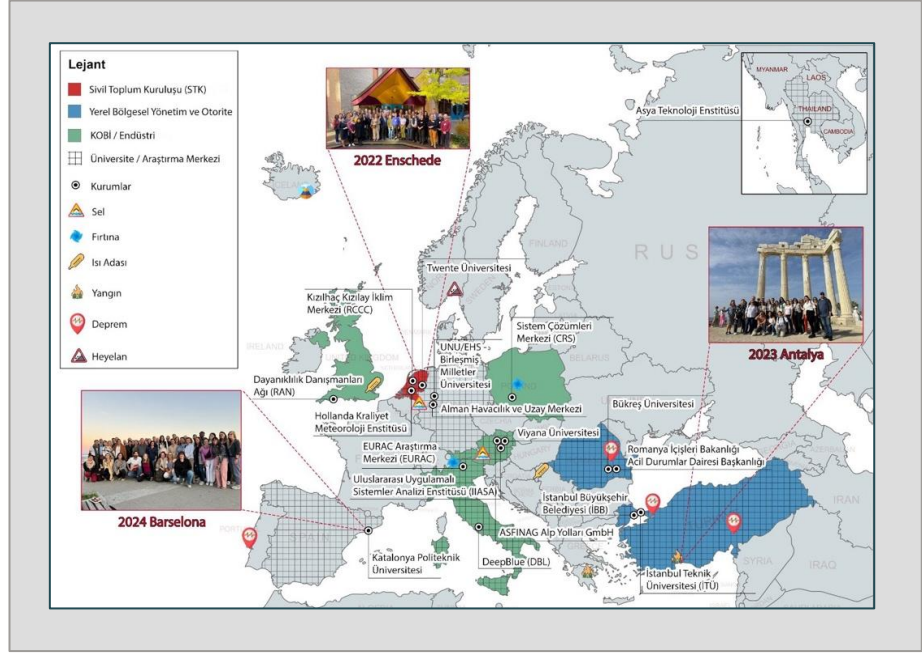 Lejant
Sivil Toplum Kuruluşu (STK)
Yerel Bölgesel Yönetim ve Otorite
KOBİ / Endüstri
Üniversite / Araştırma Merkezi
Kurumlar
Sel
Fırtına
Isı Adası
Yangın
Deprem
Heyelan
2022 Enschede
Asya Teknoloji Enstitüsü
MYANMAR
LAOS
THAILAND
CAMBODIA
ICELAND
FINLAND
RUS
SWEDEN
Twente Üniversitesi
Kızılhaç Kızılay İklim
Merkezi (RCCC)
Sistem Çözümleri
Merkezi (CRS)
2023 Antalya
IRELAND
UNITED KINGDOM
UNU/EHS -
Birleşmiş
Milletler
Üniversitesi
BELARUS
POLAND
Dayanıklılık Danışmanları
Ağı (RAN)
Alman Havacılık ve Uzay Merkezi
Bükreş Üniversitesi
Hollanda Kraliyet
Meteoroloji Enstitüsü
Viyana Üniversitesi
EURAC Araştırma
Merkezi (EURAC)
Romanya İçişleri Bakanlığı
Acil Durumlar Dairesi Başkanlığı
Uluslararası Uygulamalı
Sistemler Analizi Enstitüsü (IIASA)
İstanbul Büyükşehir
Belediyesi (İBB)
2024 Barselona
ASFINAG Alp Yolları GmbH
Katalonya Politeknik
Üniversitesi
DeepBlue (DBL)
İstanbul Teknik
Üniversitesi (İTÜ)
SYRIA
IRAQ
IRAN